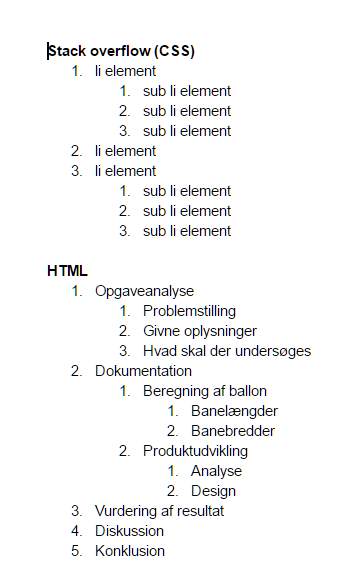 Stack overflow (CSS)
1. li element
1. sub li element
2. sub li element
3. sub li element
2. li element
3. li element
1. sub li element
2. sub li element
3. sub li element
HTML
1. Opgaveanalyse
1. Problemstilling
2. Givne oplysninger
3. Hvad skal der undersøges
2. Dokumentation
1. Beregning af ballon
1. Banelængder
2. Banebredder
2. Produktudvikling
1. Analyse
2. Design
3. Vurdering af resultat
4. Diskussion
5. Konklusion